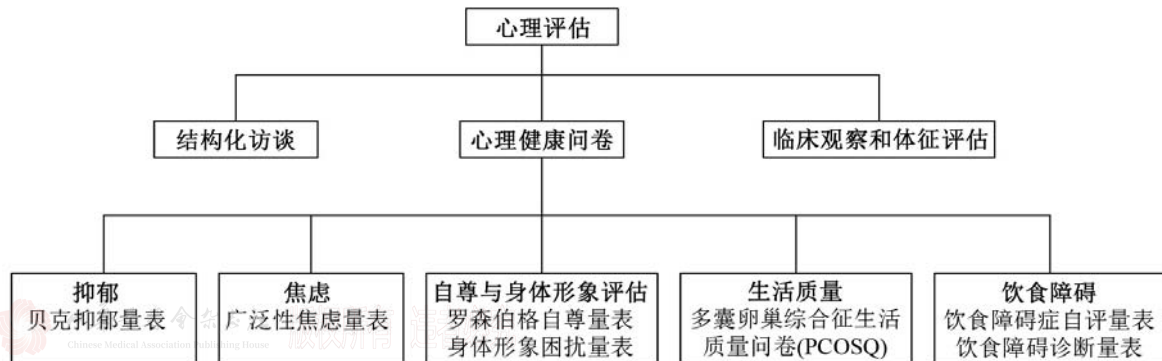 心理评估
结构化访谈
心理健康问卷
临床观察和体征评估
抑郁
贝克抑郁量表
焦虑
广泛性焦虑量表
自尊与身体形象评估
罗森伯格自尊量表
身体形象困扰量表
生活质量
多囊卵巢综合征生活
质量问卷(PCOSQ)
饮食障碍
饮食障碍症自评量表
饮食障碍诊断量表
Chinese Medical Association Publishing House